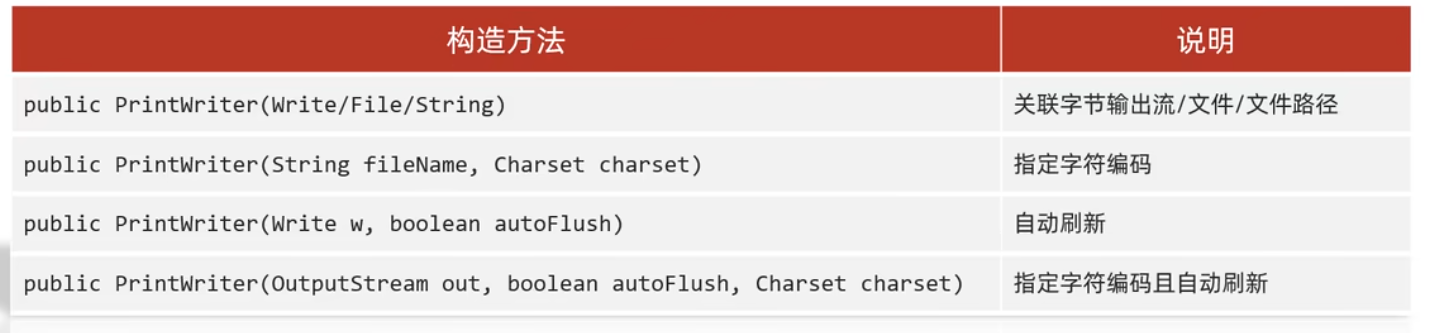 构造方法 说明
public PrintWriter(Write/File/String) 关联字节输出流/文件/文件路径
public PrintWriter(String fileName, Charset charset) 指定字符编码
public PrintWriter(Write w, boolean autoFlush) 自动刷新
public PrintWriter(OutputStream out, boolean autoFlush, Charset charset) 指定字符编码且自动刷新